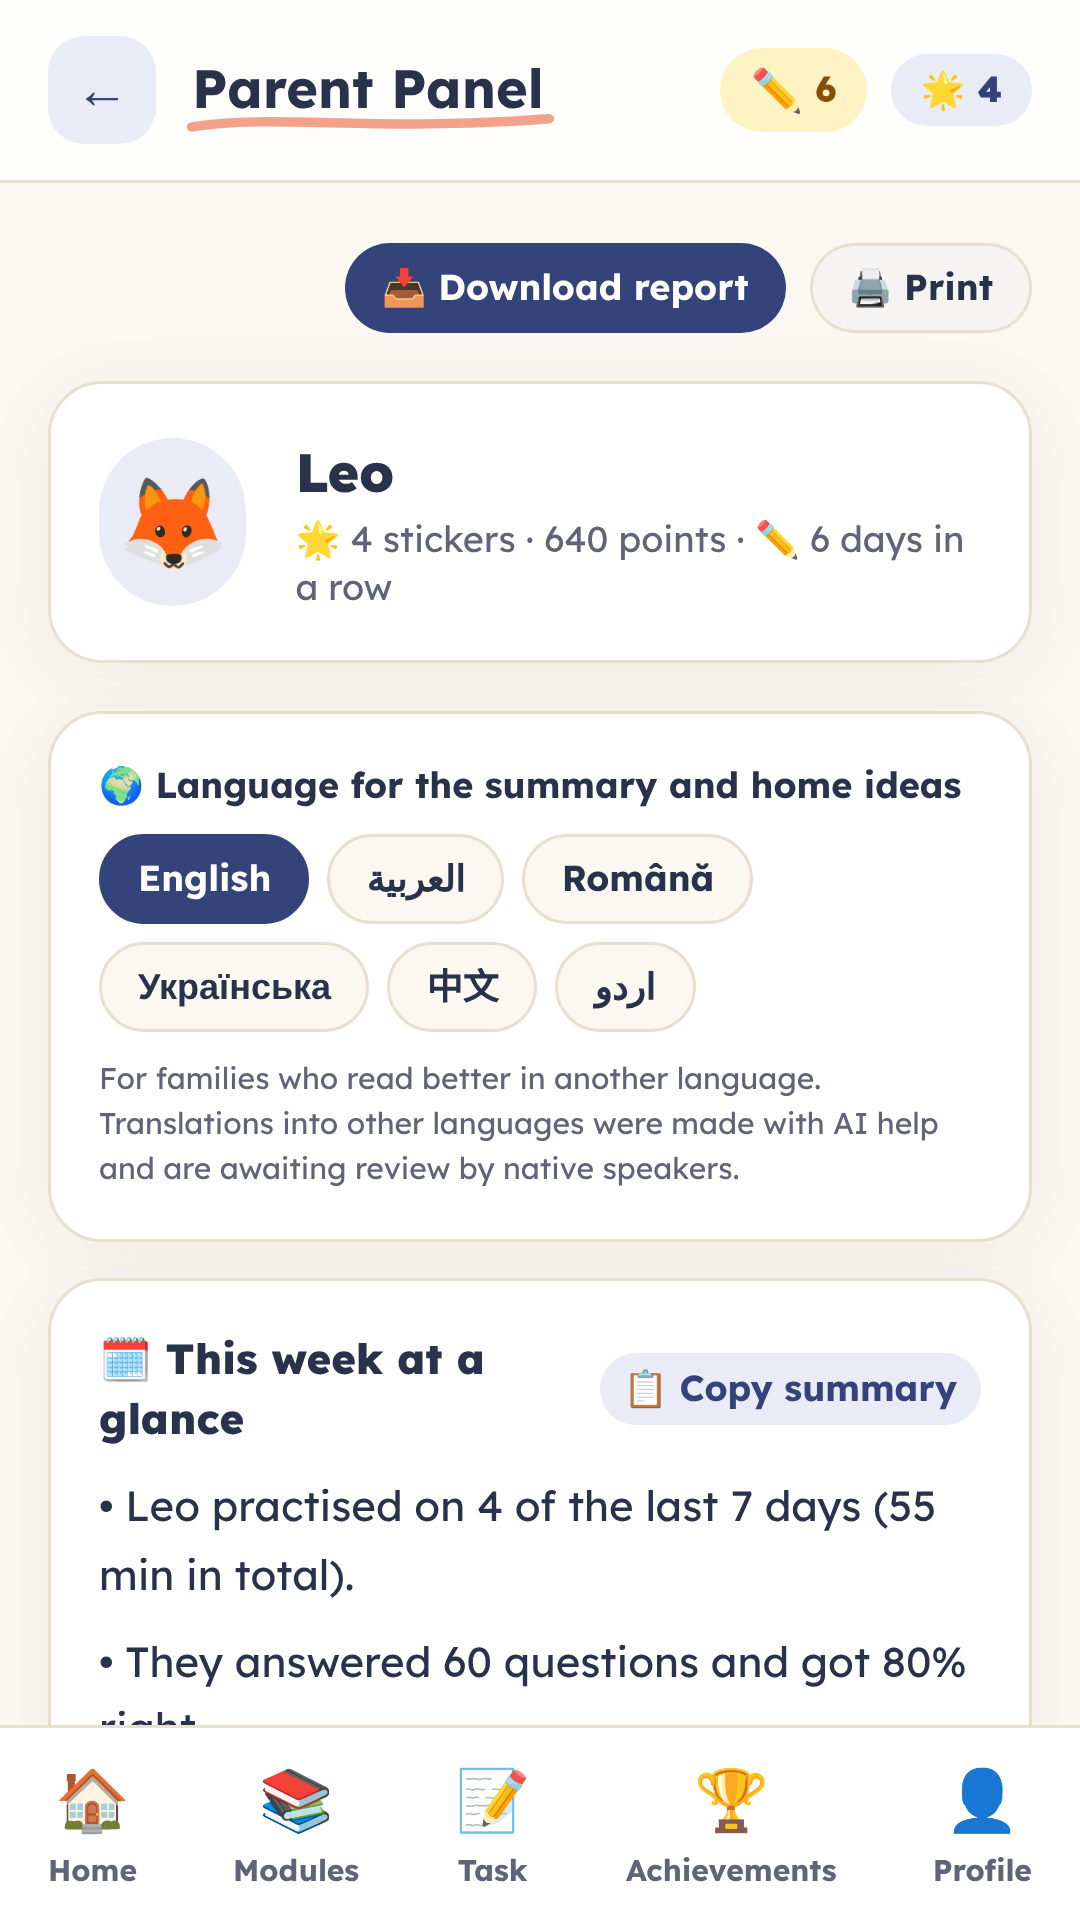 ← Parent Panel ✏️ 6 🌟 4
📥 Download report 🖨️ Print
Leo
🌟 4 stickers · 640 points · ✏️ 6 days in
a row
🌍 Language for the summary and home ideas
English العربية Română
Українська 中文 اردو
For families who read better in another language.
Translations into other languages were made with AI help
and are awaiting review by native speakers.
🗓️ This week at a
glance
📋 Copy summary
• Leo practised on 4 of the last 7 days (55
min in total).
• They answered 60 questions and got 80%
right
Home Modules Task Achievements Profile